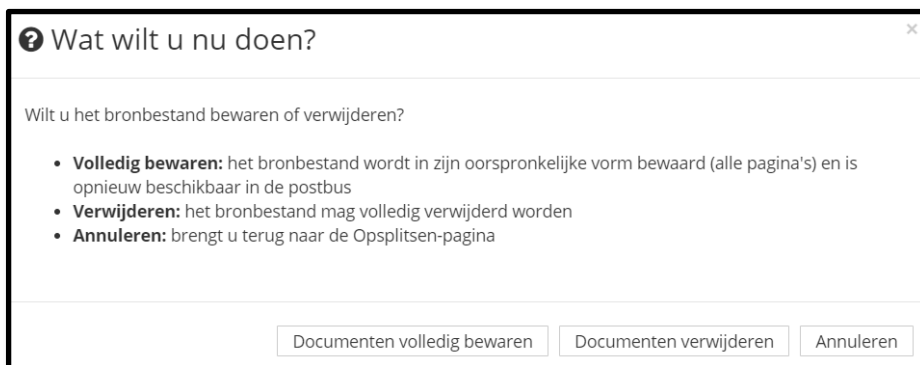 Wat wilt u nu doen?
×
Wilt u het bronbestand bewaren of verwijderen?
• Volledig bewaren: het bronbestand wordt in zijn oorspronkelijke vorm bewaard (alle pagina's) en is
opnieuw beschikbaar in de postbus
• Verwijderen: het bronbestand mag volledig verwijderd worden
• Annuleren: brengt u terug naar de Opsplitsen-pagina
Documenten volledig bewaren Documenten verwijderen Annuleren